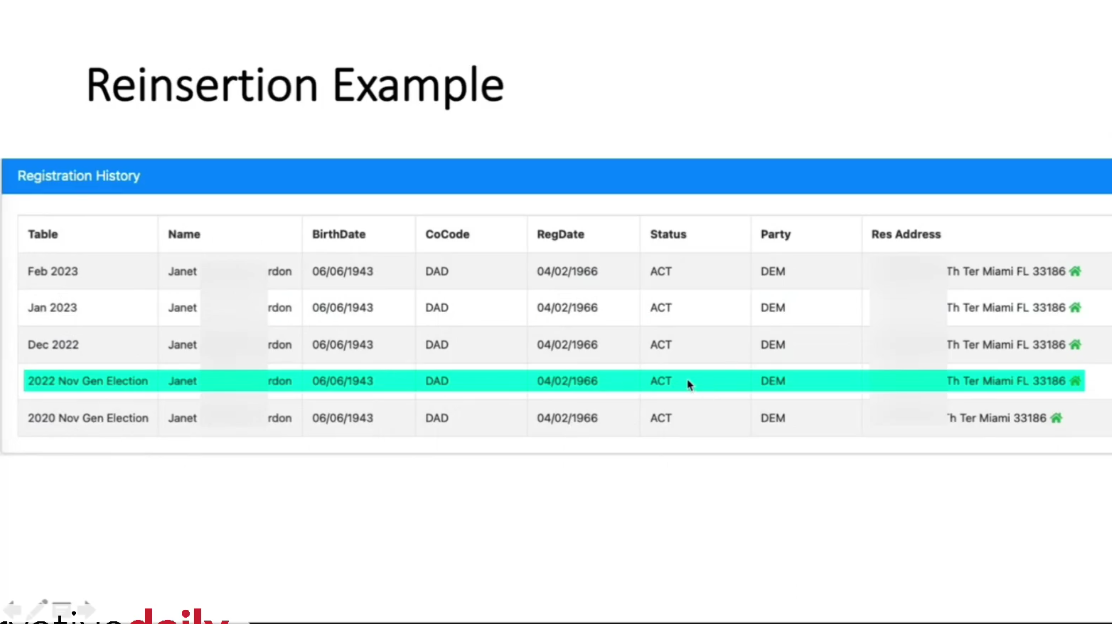 Reinsertion Example
Registration History
Table Name BirthDate CoCode RegDate Status Party Res Address
Feb 2023 Janet rdon 06/06/1943 DAD 04/02/1966 ACT DEM Th Ter Miami FL 33186
Jan 2023 Janet rdon 06/06/1943 DAD 04/02/1966 ACT DEM Th Ter Miami FL 33186
Dec 2022 Janet rdon 06/06/1943 DAD 04/02/1966 ACT DEM Th Ter Miami FL 33186
2022 Nov Gen Election Janet rdon 06/06/1943 DAD 04/02/1966 ACT DEM Th Ter Miami FL 33186
2020 Nov Gen Election Janet rdon 06/06/1943 DAD 04/02/1966 ACT DEM Th Ter Miami 33186
daily